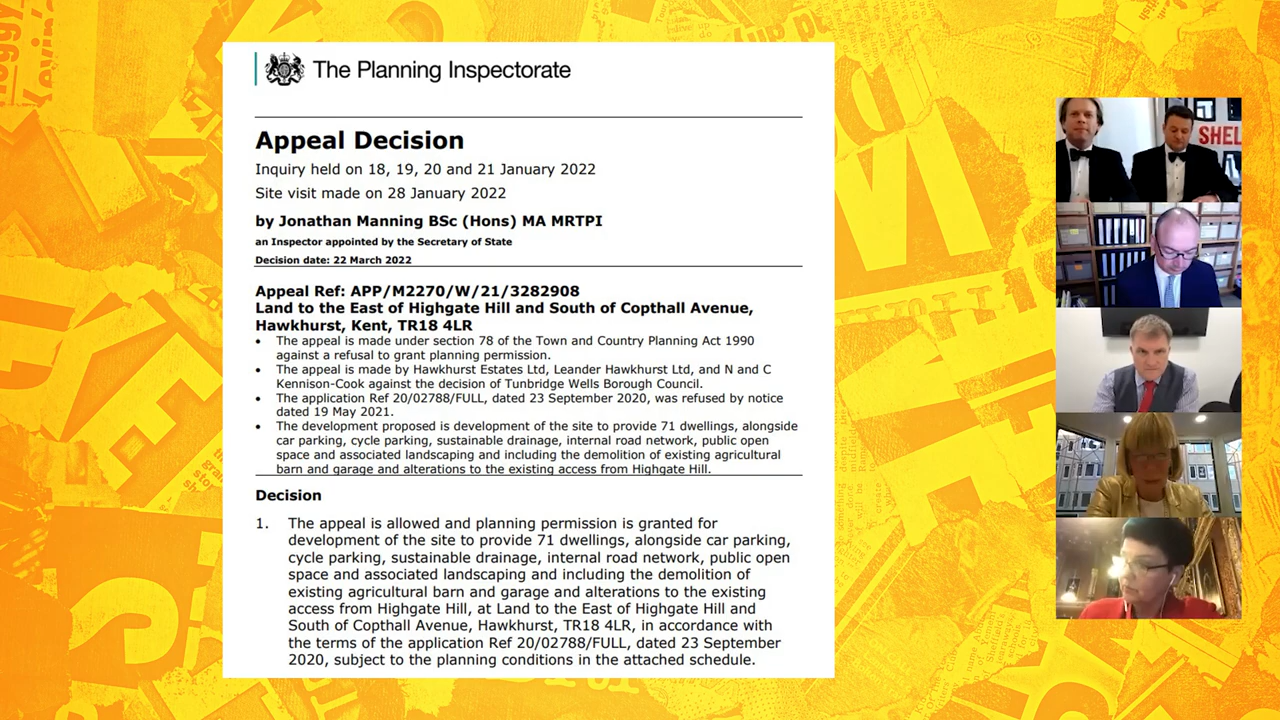 The Planning Inspectorate
Appeal Decision
Inquiry held on 18, 19, 20 and 21 January 2022
Site visit made on 28 January 2022
by Jonathan Manning BSc (Hons) MA MRTPI
an Inspector appointed by the Secretary of State
Decision date: 22 March 2022
Appeal Ref: APP/M2270/W/21/3282908
Land to the East of Highgate Hill and South of Copthall Avenue,
Hawkhurst, Kent, TR18 4LR
• The appeal is made under section 78 of the Town and Country Planning Act 1990
against a refusal to grant planning permission.
• The appeal is made by Hawkhurst Estates Ltd, Leander Hawkhurst Ltd, and N and C
Kennison-Cook against the decision of Tunbridge Wells Borough Council.
• The application Ref 20/02788/FULL, dated 23 September 2020, was refused by notice
dated 19 May 2021.
• The development proposed is development of the site to provide 71 dwellings, alongside
car parking, cycle parking, sustainable drainage, internal road network, public open
space and associated landscaping and including the demolition of existing agricultural
barn and garage and alterations to the existing access from Highgate Hill.
Decision
1. The appeal is allowed and planning permission is granted for
development of the site to provide 71 dwellings, alongside car parking,
cycle parking, sustainable drainage, internal road network, public open
space and associated landscaping and including the demolition of
existing agricultural barn and garage and alterations to the existing
access from Highgate Hill, at Land to the East of Highgate Hill and
South of Copthall Avenue, Hawkhurst, TR18 4LR, in accordance with
the terms of the application Ref 20/02788/FULL, dated 23 September
2020, subject to the planning conditions in the attached schedule.
SHEL